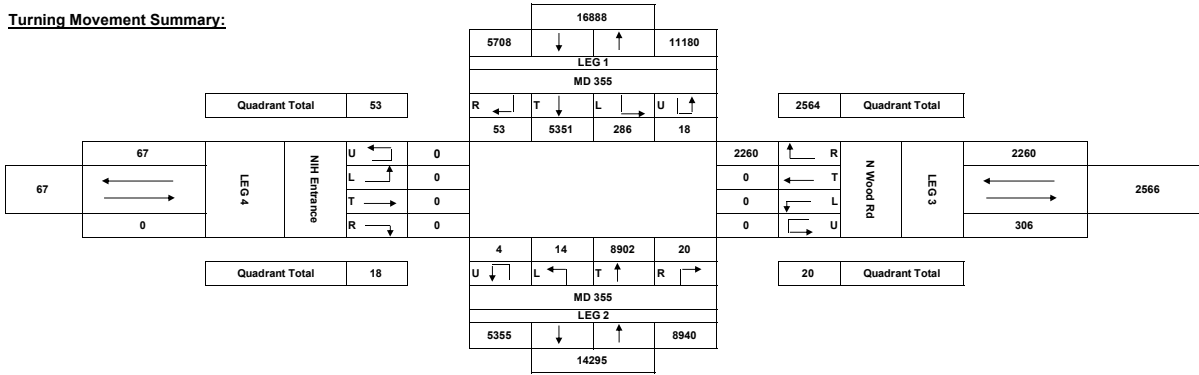 Turning Movement Summary:
16888
5708 11180
LEG 1
MD 355
Quadrant Total 53
R T L U
2564 Quadrant Total
53 5351 286 18
67
U 0
2260 R
2260
67
LEG 4
NIH Entrance
L 0
0 T
N Wood Rd
LEG 3
2566
T 0
0 L
0
R 0
0 U
306
4 14 8902 20
Quadrant Total 18
U L T R
20 Quadrant Total
MD 355
LEG 2
5355 8940
14295